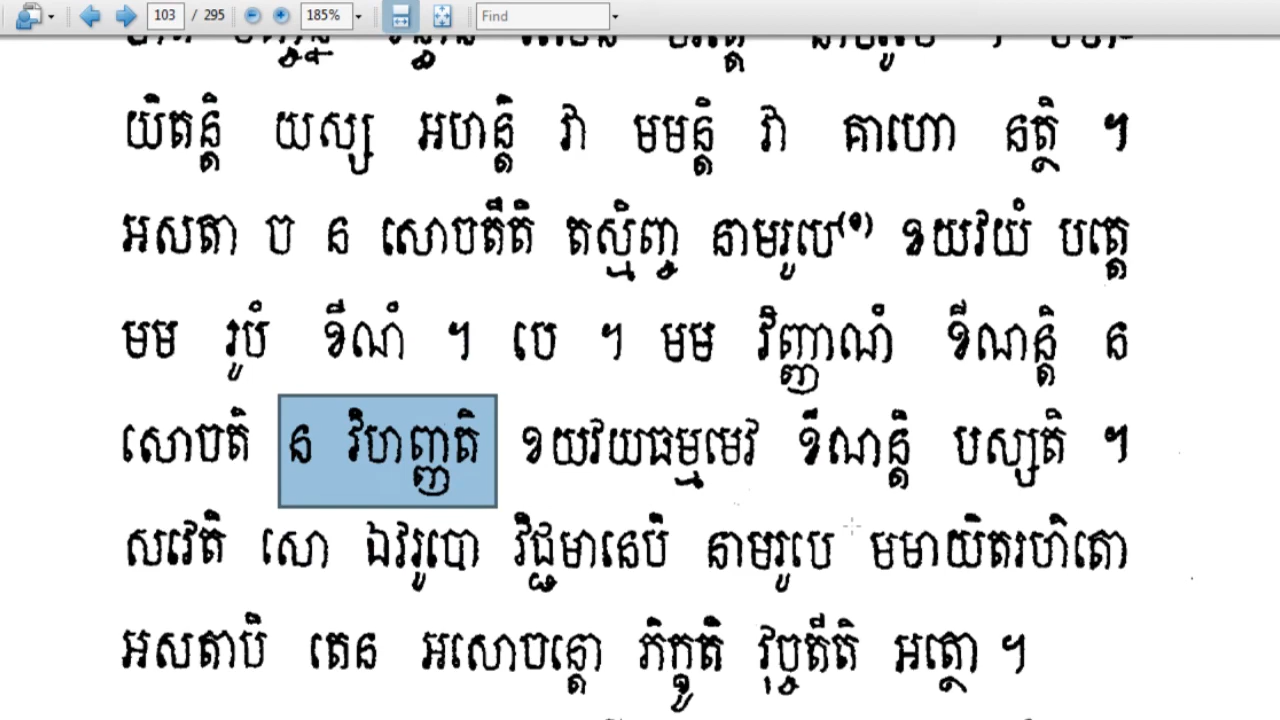 103 / 295 185% Find
យិតន្តិ យស្ស អហន្តិ វា មមន្តិ វា គាហោ នត្ថិ ។
អសតា ច ន សោចតីតិ តស្មិញ្ច នាមរូបេ(១) ខយវយំ បត្តេ
មម រូបំ ខីណំ ។ បេ ។ មម វិញ្ញាណំ ខីណន្តិ ន
សោចតិ ន វិហញ្ញតិ ខយវយធម្មមេវ ខីណន្តិ បស្សតិ ។
សវេតិ សោ ឯវរូបោ វិជ្ជមានេបិ នាមរូបេ មមាយិតរហិតោ
អសតាបិ តេន អសោចន្តោ ភិក្ខូតិ វុច្ចតីតិ អត្ថោ ។